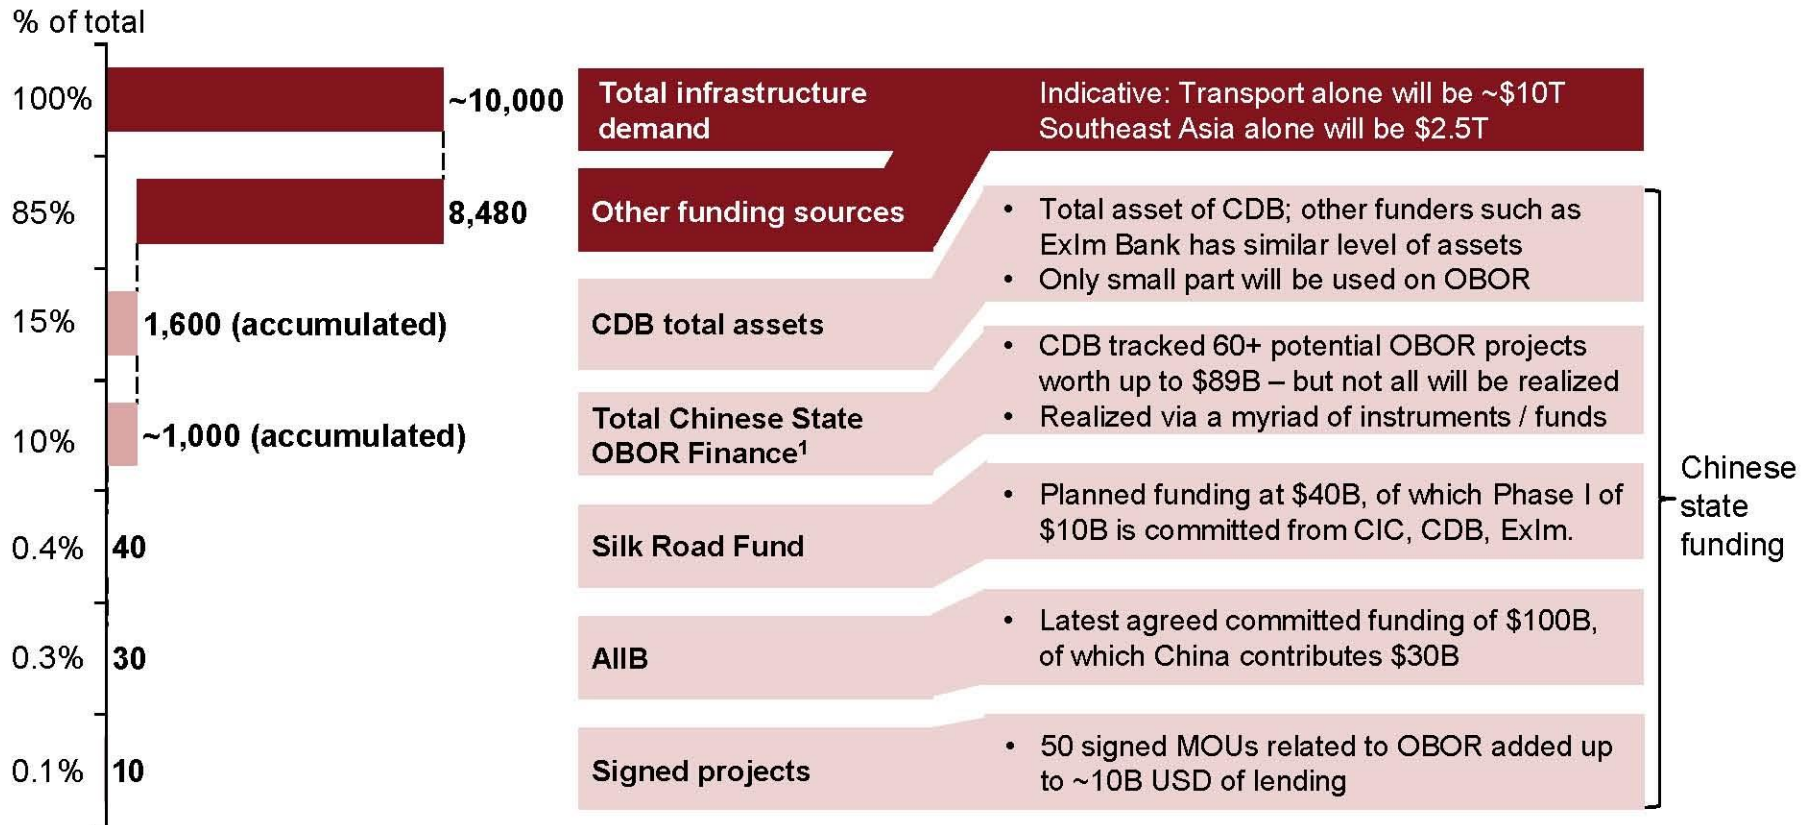 % of total
100%
~10,000
Total infrastructure
demand
Indicative: Transport alone will be ~$10T
Southeast Asia alone will be $2.5T
85%
8,480
Other funding sources
• Total asset of CDB; other funders such as
ExIm Bank has similar level of assets
• Only small part will be used on OBOR
15%
1,600 (accumulated)
CDB total assets
• CDB tracked 60+ potential OBOR projects
worth up to $89B – but not all will be realized
• Realized via a myriad of instruments / funds
10%
~1,000 (accumulated)
Total Chinese State
OBOR Finance¹
0.4%
40
Silk Road Fund
• Planned funding at $40B, of which Phase I of
$10B is committed from CIC, CDB, ExIm.
0.3%
30
AIIB
• Latest agreed committed funding of $100B,
of which China contributes $30B
0.1%
10
Signed projects
• 50 signed MOUs related to OBOR added up
to ~10B USD of lending
Chinese
state
funding